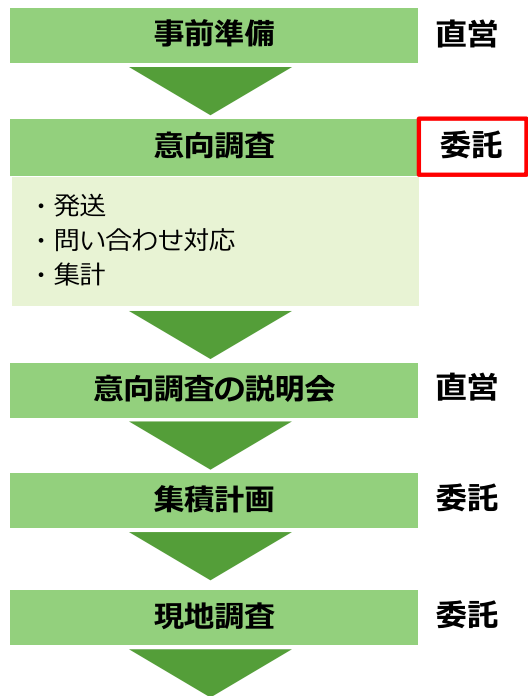 事前準備 直営
意向調査 委託
・発送
・問い合わせ対応
・集計
意向調査の説明会 直営
集積計画 委託
現地調査 委託